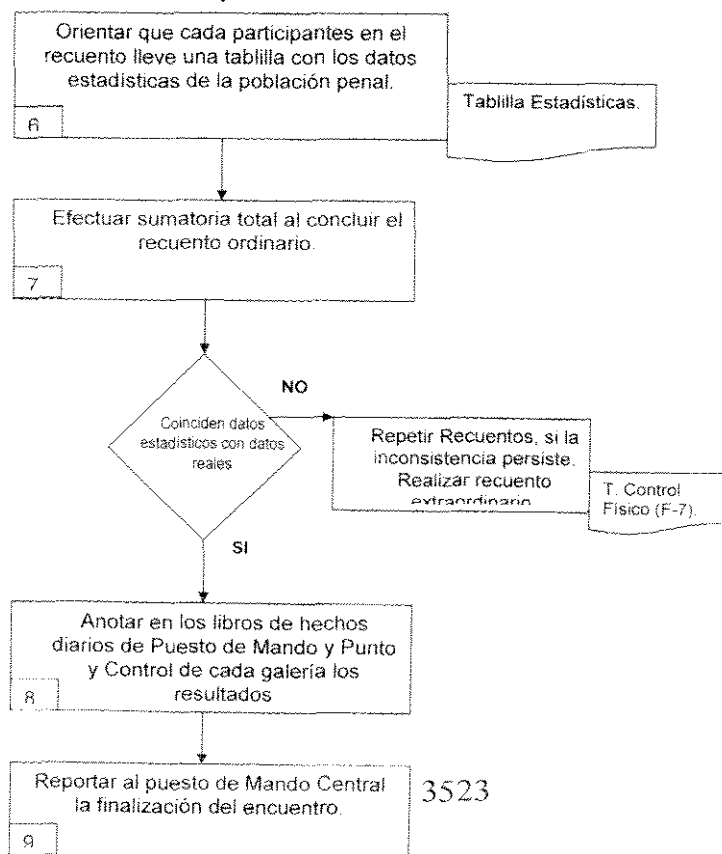 Orientar que cada participantes en el
recuento lleve una tablilla con los datos
estadísticas de la población penal.
6
Tablilla Estadísticas.
Efectuar sumatoria total al concluir el
recuento ordinario.
7
Coinciden datos
estadísticos con datos
reales
NO
Repetir Recuentos, si la
inconsistencia persiste.
Realizar recuento
extraordinario
T. Control
Físico (F-7).
SI
Anotar en los libros de hechos
diarios de Puesto de Mando y Punto
y Control de cada galería los
resultados
8
Reportar al puesto de Mando Central
la finalización del encuentro.
9
3523